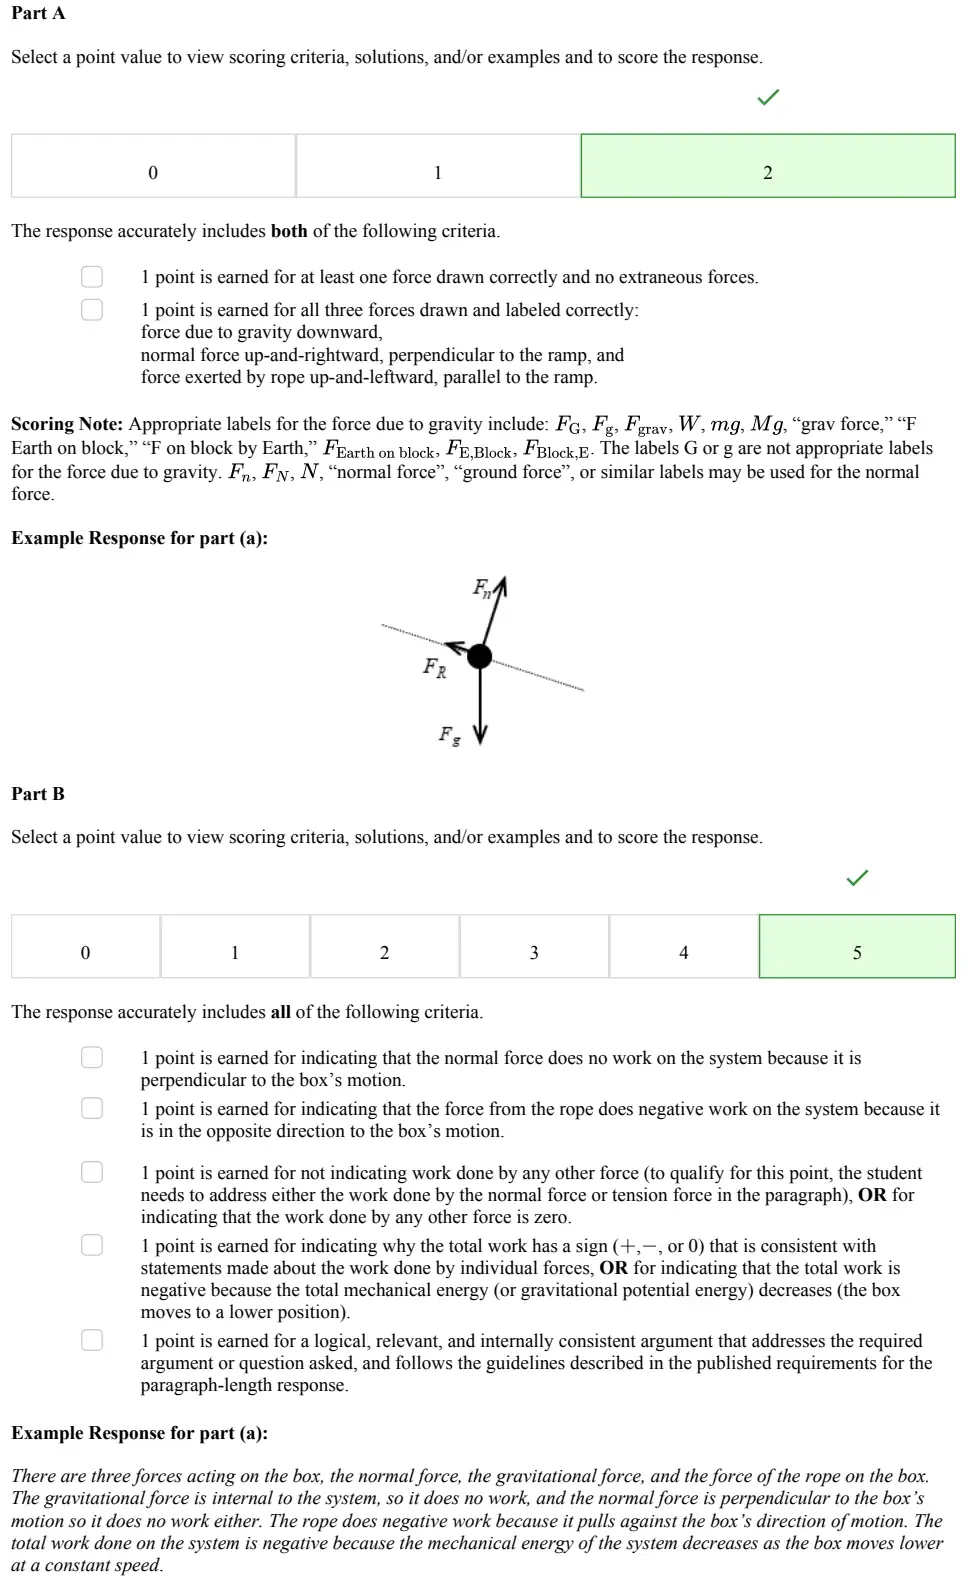 Part A
Select a point value to view scoring criteria, solutions, and/or examples and to score the response.
0
1
2
The response accurately includes both of the following criteria.
1 point is earned for at least one force drawn correctly and no extraneous forces.
1 point is earned for all three forces drawn and labeled correctly:
force due to gravity downward,
normal force up-and-rightward, perpendicular to the ramp, and
force exerted by rope up-and-leftward, parallel to the ramp.
Scoring Note: Appropriate labels for the force due to gravity include: F_G, F_g, F_grav, W, mg, Mg, “grav force,” “F
Earth on block,” “F on block by Earth,” F_Earth on block, F_E,Block, F_Block,E. The labels G or g are not appropriate labels
for the force due to gravity. F_n, F_N, N, “normal force”, “ground force”, or similar labels may be used for the normal
force.
Example Response for part (a):
F_n
F_R
F_g
Part B
Select a point value to view scoring criteria, solutions, and/or examples and to score the response.
0
1
2
3
4
5
The response accurately includes all of the following criteria.
1 point is earned for indicating that the normal force does no work on the system because it is
perpendicular to the box’s motion.
1 point is earned for indicating that the force from the rope does negative work on the system because it
is in the opposite direction to the box’s motion.
1 point is earned for not indicating work done by any other force (to qualify for this point, the student
needs to address either the work done by the normal force or tension force in the paragraph), OR for
indicating that the work done by any other force is zero.
1 point is earned for indicating why the total work has a sign (+,−, or 0) that is consistent with
statements made about the work done by individual forces, OR for indicating that the total work is
negative because the total mechanical energy (or gravitational potential energy) decreases (the box
moves to a lower position).
1 point is earned for a logical, relevant, and internally consistent argument that addresses the required
argument or question asked, and follows the guidelines described in the published requirements for the
paragraph-length response.
Example Response for part (a):
There are three forces acting on the box, the normal force, the gravitational force, and the force of the rope on the box.
The gravitational force is internal to the system, so it does no work, and the normal force is perpendicular to the box’s
motion so it does no work either. The rope does negative work because it pulls against the box’s direction of motion. The
total work done on the system is negative because the mechanical energy of the system decreases as the box moves lower
at a constant speed.